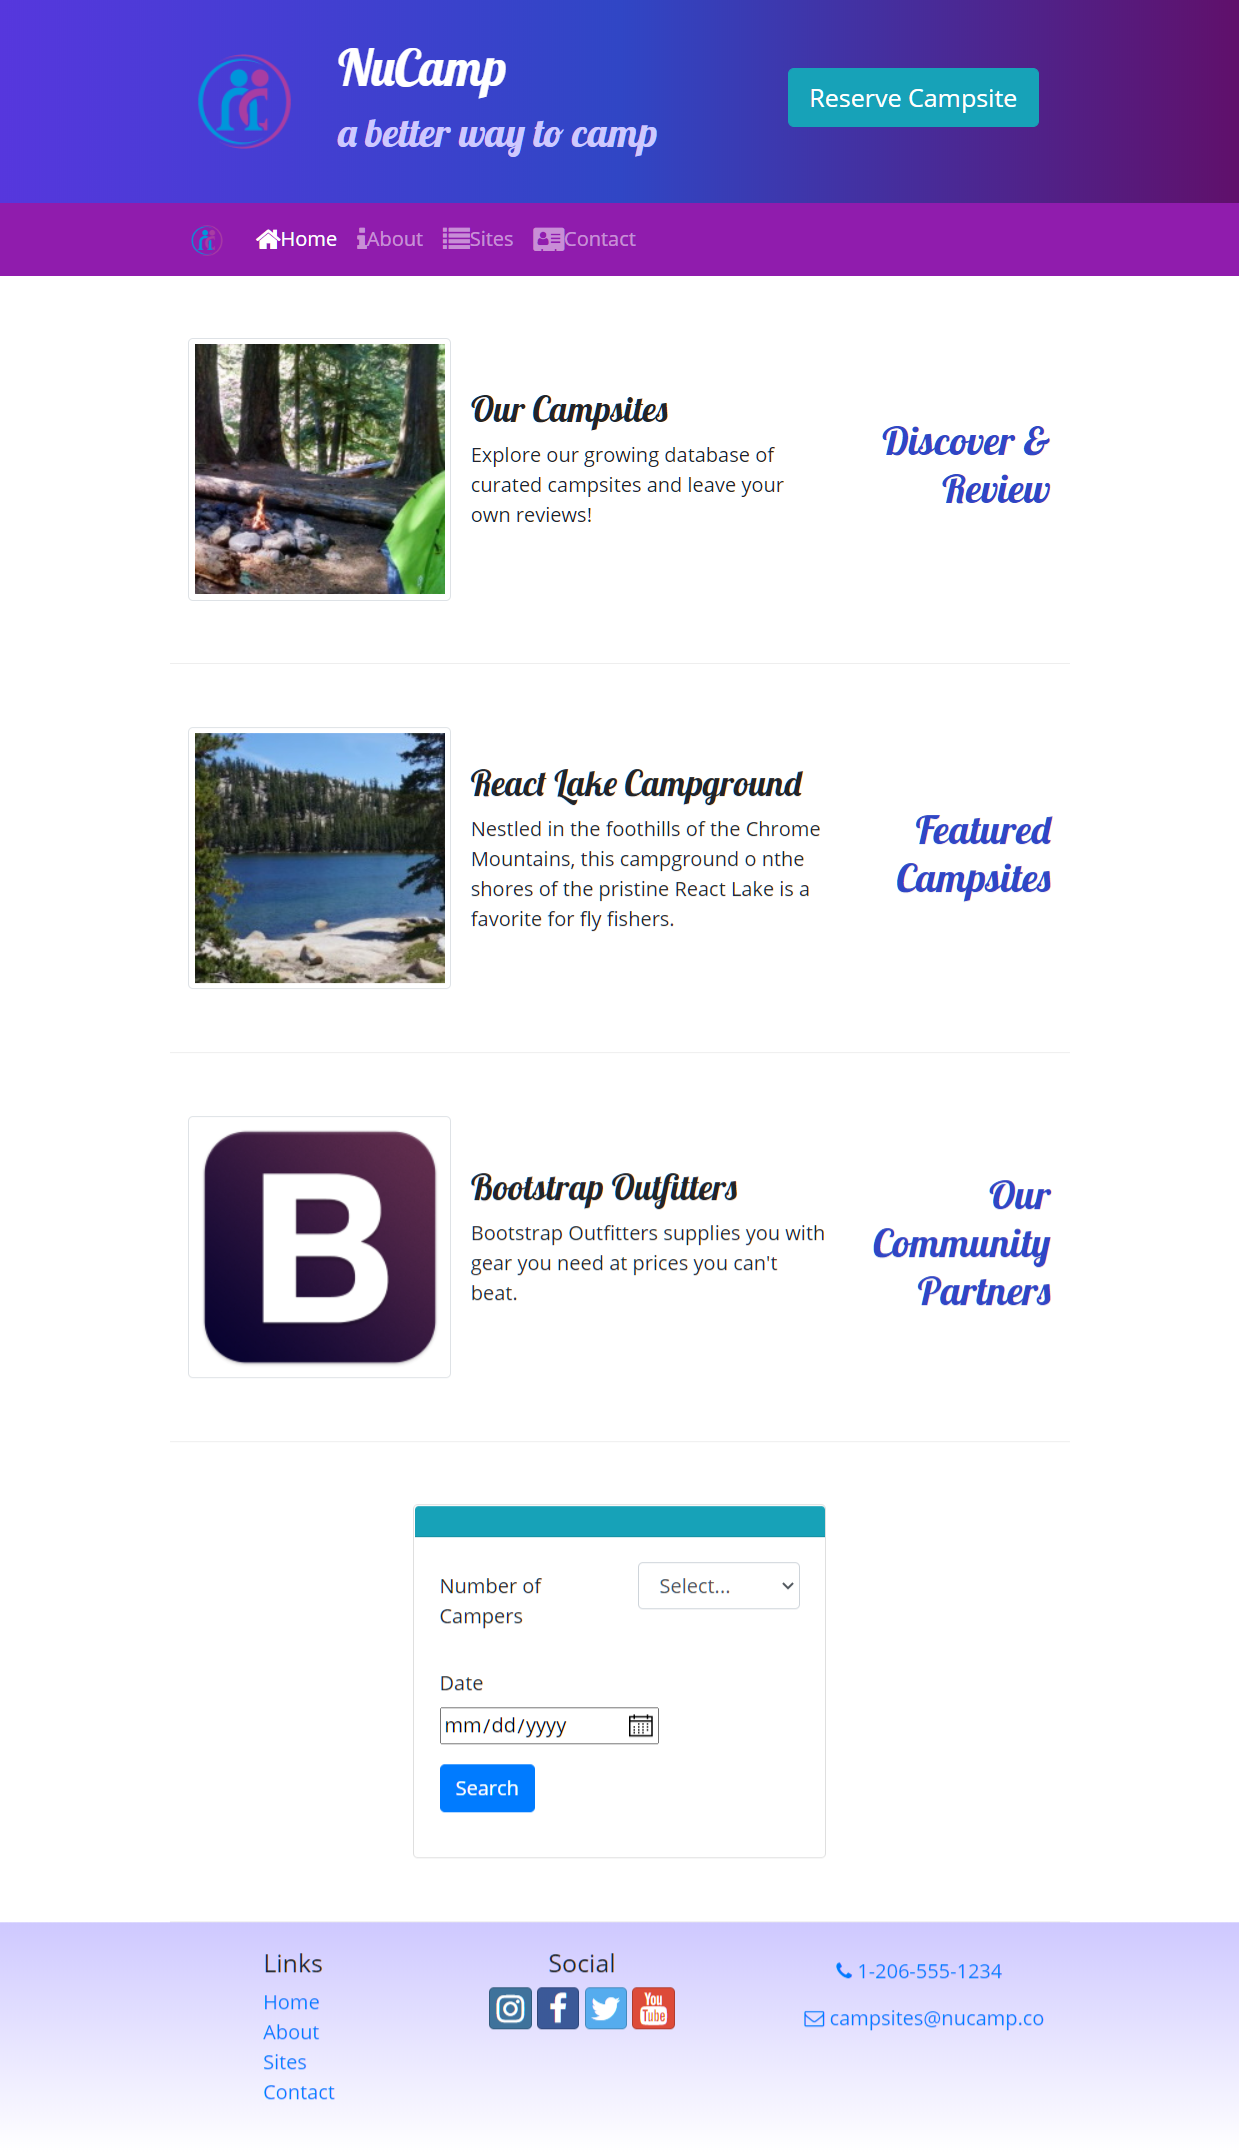 NuCamp
a better way to camp
Reserve Campsite
Home About Sites Contact
Our Campsites
Explore our growing database of
curated campsites and leave your
own reviews!
Discover &
Review
React Lake Campground
Nestled in the foothills of the Chrome
Mountains, this campground o nthe
shores of the pristine React Lake is a
favorite for fly fishers.
Featured
Campsites
B
Bootstrap Outfitters
Bootstrap Outfitters supplies you with
gear you need at prices you can't
beat.
Our
Community
Partners
Number of
Campers
Select...
Date
mm/dd/yyyy
Search
Links
Home
About
Sites
Contact
Social
You
Tube
1-206-555-1234
campsites@nucamp.co